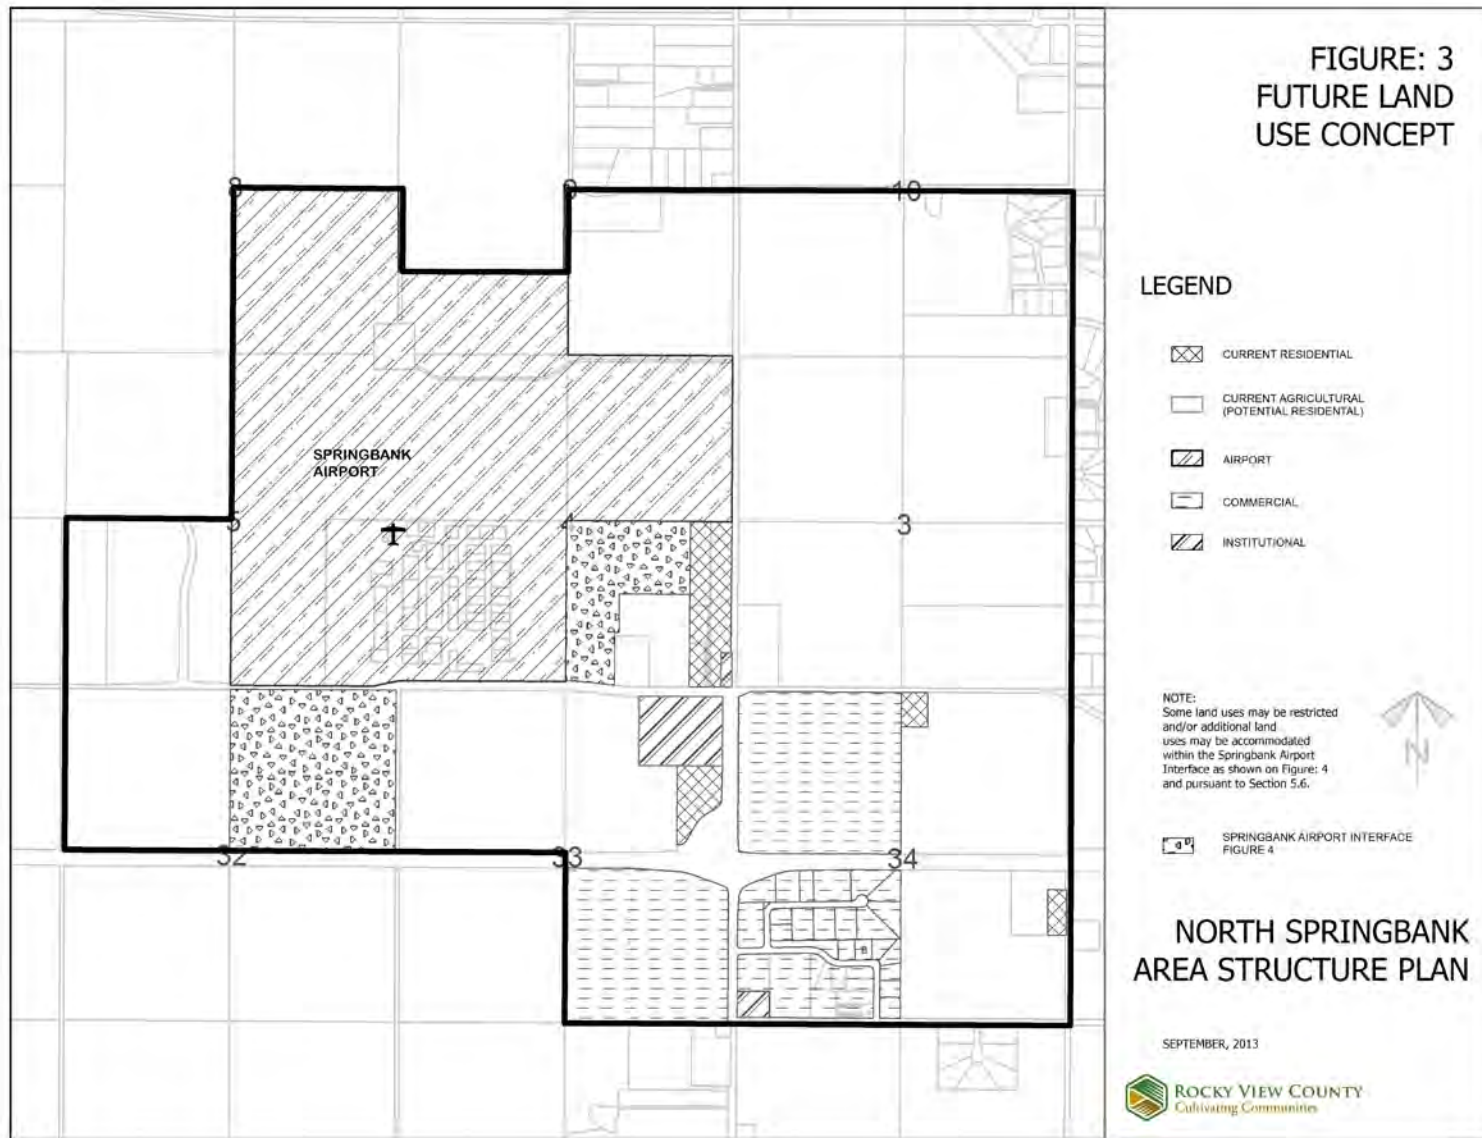 FIGURE: 3
FUTURE LAND
USE CONCEPT
10
LEGEND
CURRENT RESIDENTIAL
CURRENT AGRICULTURAL
(POTENTIAL RESIDENTAL)
AIRPORT
COMMERCIAL
INSTITUTIONAL
SPRINGBANK
AIRPORT
5
4
3
NOTE:
Some land uses may be restricted
and/or additional land
uses may be accommodated
within the Springbank Airport
Interface as shown on Figure: 4
and pursuant to Section 5.6.
N
SPRINGBANK AIRPORT INTERFACE
FIGURE 4
32
33
34
NORTH SPRINGBANK
AREA STRUCTURE PLAN
SEPTEMBER, 2013
ROCKY VIEW COUNTY
Cultivating Communities